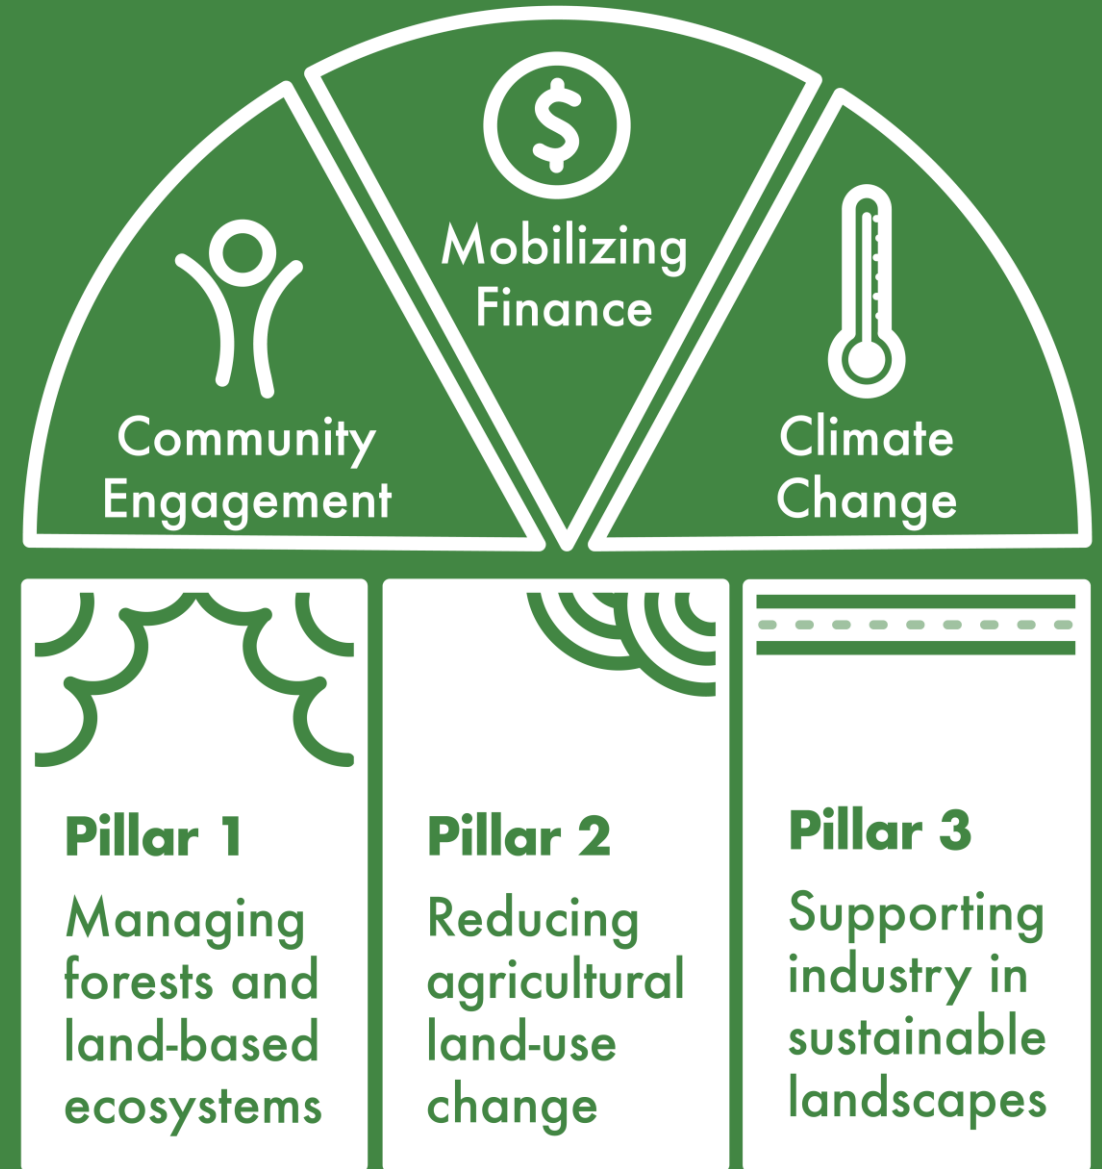 Mobilizing
Finance
Community
Engagement
Climate
Change
Pillar 1
Managing
forests and
land-based
ecosystems
Pillar 2
Reducing
agricultural
land-use
change
Pillar 3
Supporting
industry in
sustainable
landscapes